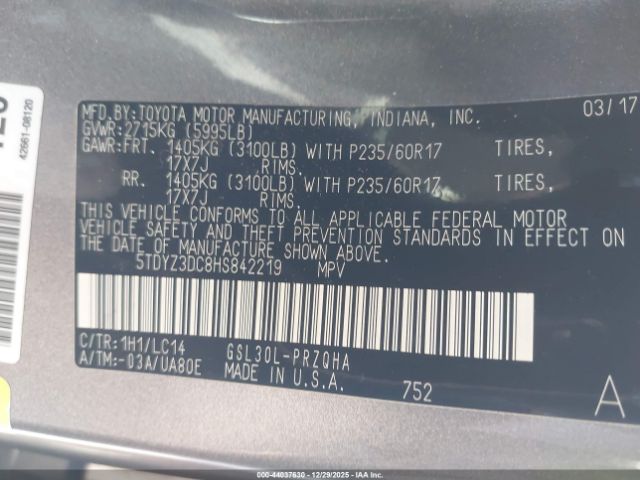 42661-08120
MFD.BY:TOYOTA MOTOR MANUFACTURING, INDIANA, INC. 03/17
GVWR:2715KG (5995LB)
GAWR:FRT. 1405KG (3100LB) WITH P235/60R17 TIRES,
17X7J RIMS.
RR. 1405KG (3100LB) WITH P235/60R17, TIRES,
17X7J RIMS.
THIS VEHICLE CONFORMS TO ALL APPLICABLE FEDERAL MOTOR
VEHICLE SAFETY AND THEFT PREVENTION STANDARDS IN EFFECT ON
THE DATE OF MANUFACTURE SHOWN ABOVE.
5TDYZ3DC8HS842219 MPV
C/TR:1H1/LC14 GSL30L-PRZQHA
A/TM:-03A/UA80E MADE IN U.S.A. 752 A
© IAA - 44037630 - 12/29/2025 - IAAI.com